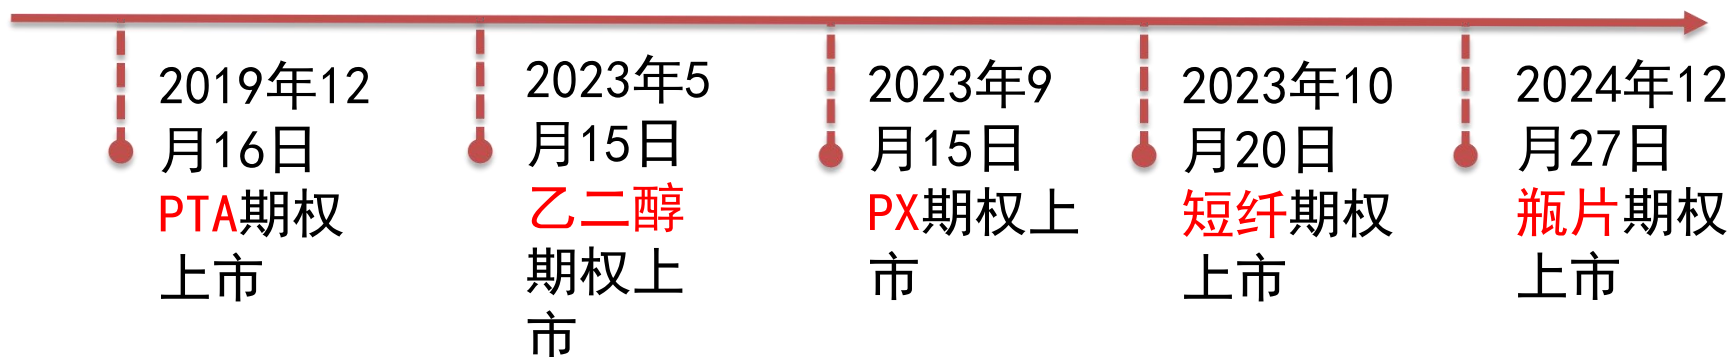 2019年12
月16日
PTA期权
上市
2023年5
月15日
乙二醇
期权上
市
2023年9
月15日
PX期权上
市
2023年10
月20日
短纤期权
上市
2024年12
月27日
瓶片期权
上市